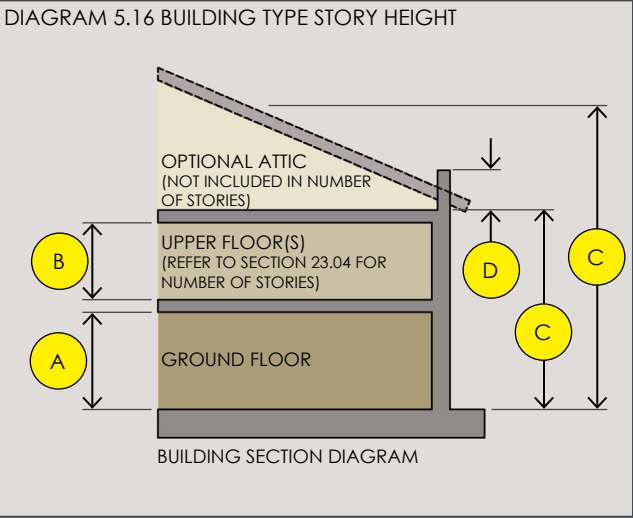 DIAGRAM 5.16 BUILDING TYPE STORY HEIGHT
OPTIONAL ATTIC
(NOT INCLUDED IN NUMBER
OF STORIES)
UPPER FLOOR(S)
(REFER TO SECTION 23.04 FOR
NUMBER OF STORIES)
B
D
C
C
A
GROUND FLOOR
BUILDING SECTION DIAGRAM